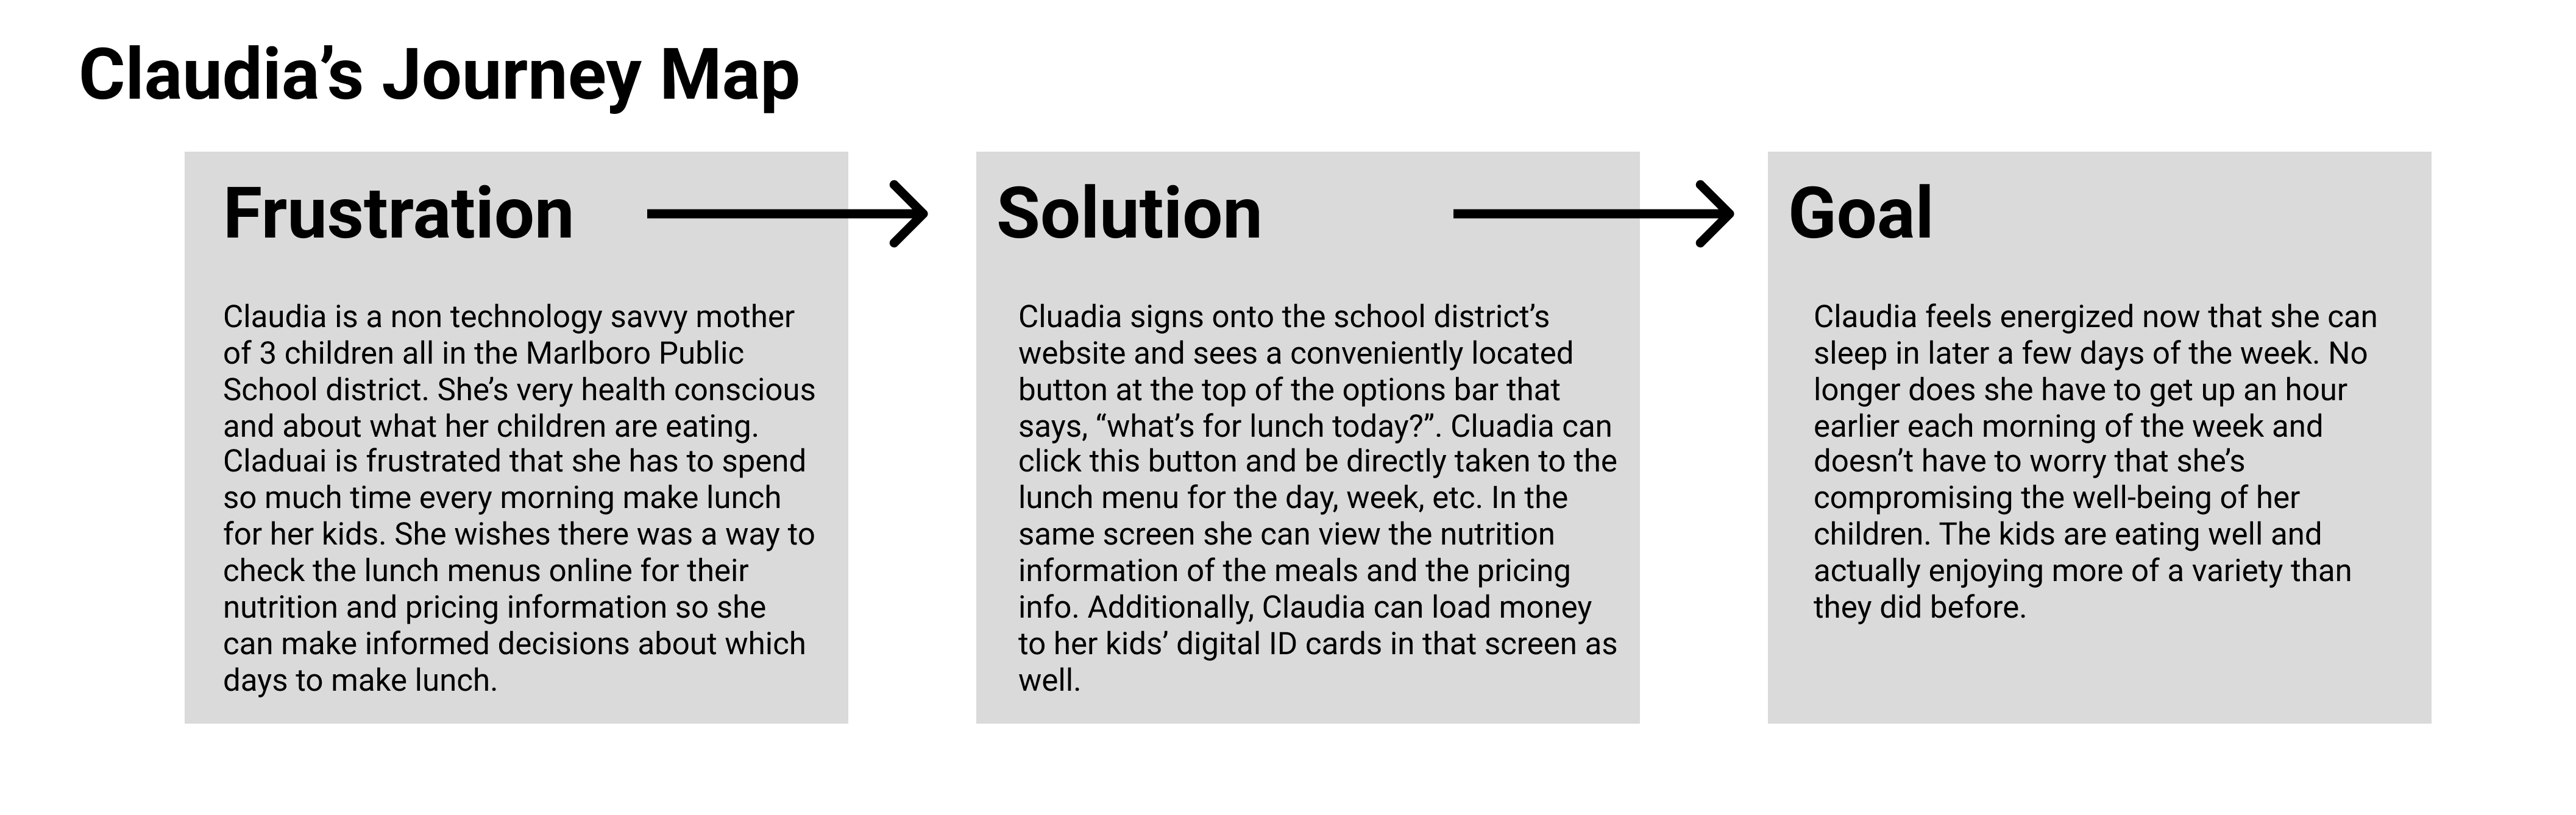 Claudia’s Journey Map
Frustration
Claudia is a non technology savvy mother
of 3 children all in the Marlboro Public
School district. She’s very health conscious
and about what her children are eating.
Claduai is frustrated that she has to spend
so much time every morning make lunch
for her kids. She wishes there was a way to
check the lunch menus online for their
nutrition and pricing information so she
can make informed decisions about which
days to make lunch.
Solution
Cluadia signs onto the school district’s
website and sees a conveniently located
button at the top of the options bar that
says, “what’s for lunch today?”. Cluadia can
click this button and be directly taken to the
lunch menu for the day, week, etc. In the
same screen she can view the nutrition
information of the meals and the pricing
info. Additionally, Claudia can load money
to her kids’ digital ID cards in that screen as
well.
Goal
Claudia feels energized now that she can
sleep in later a few days of the week. No
longer does she have to get up an hour
earlier each morning of the week and
doesn’t have to worry that she’s
compromising the well-being of her
children. The kids are eating well and
actually enjoying more of a variety than
they did before.